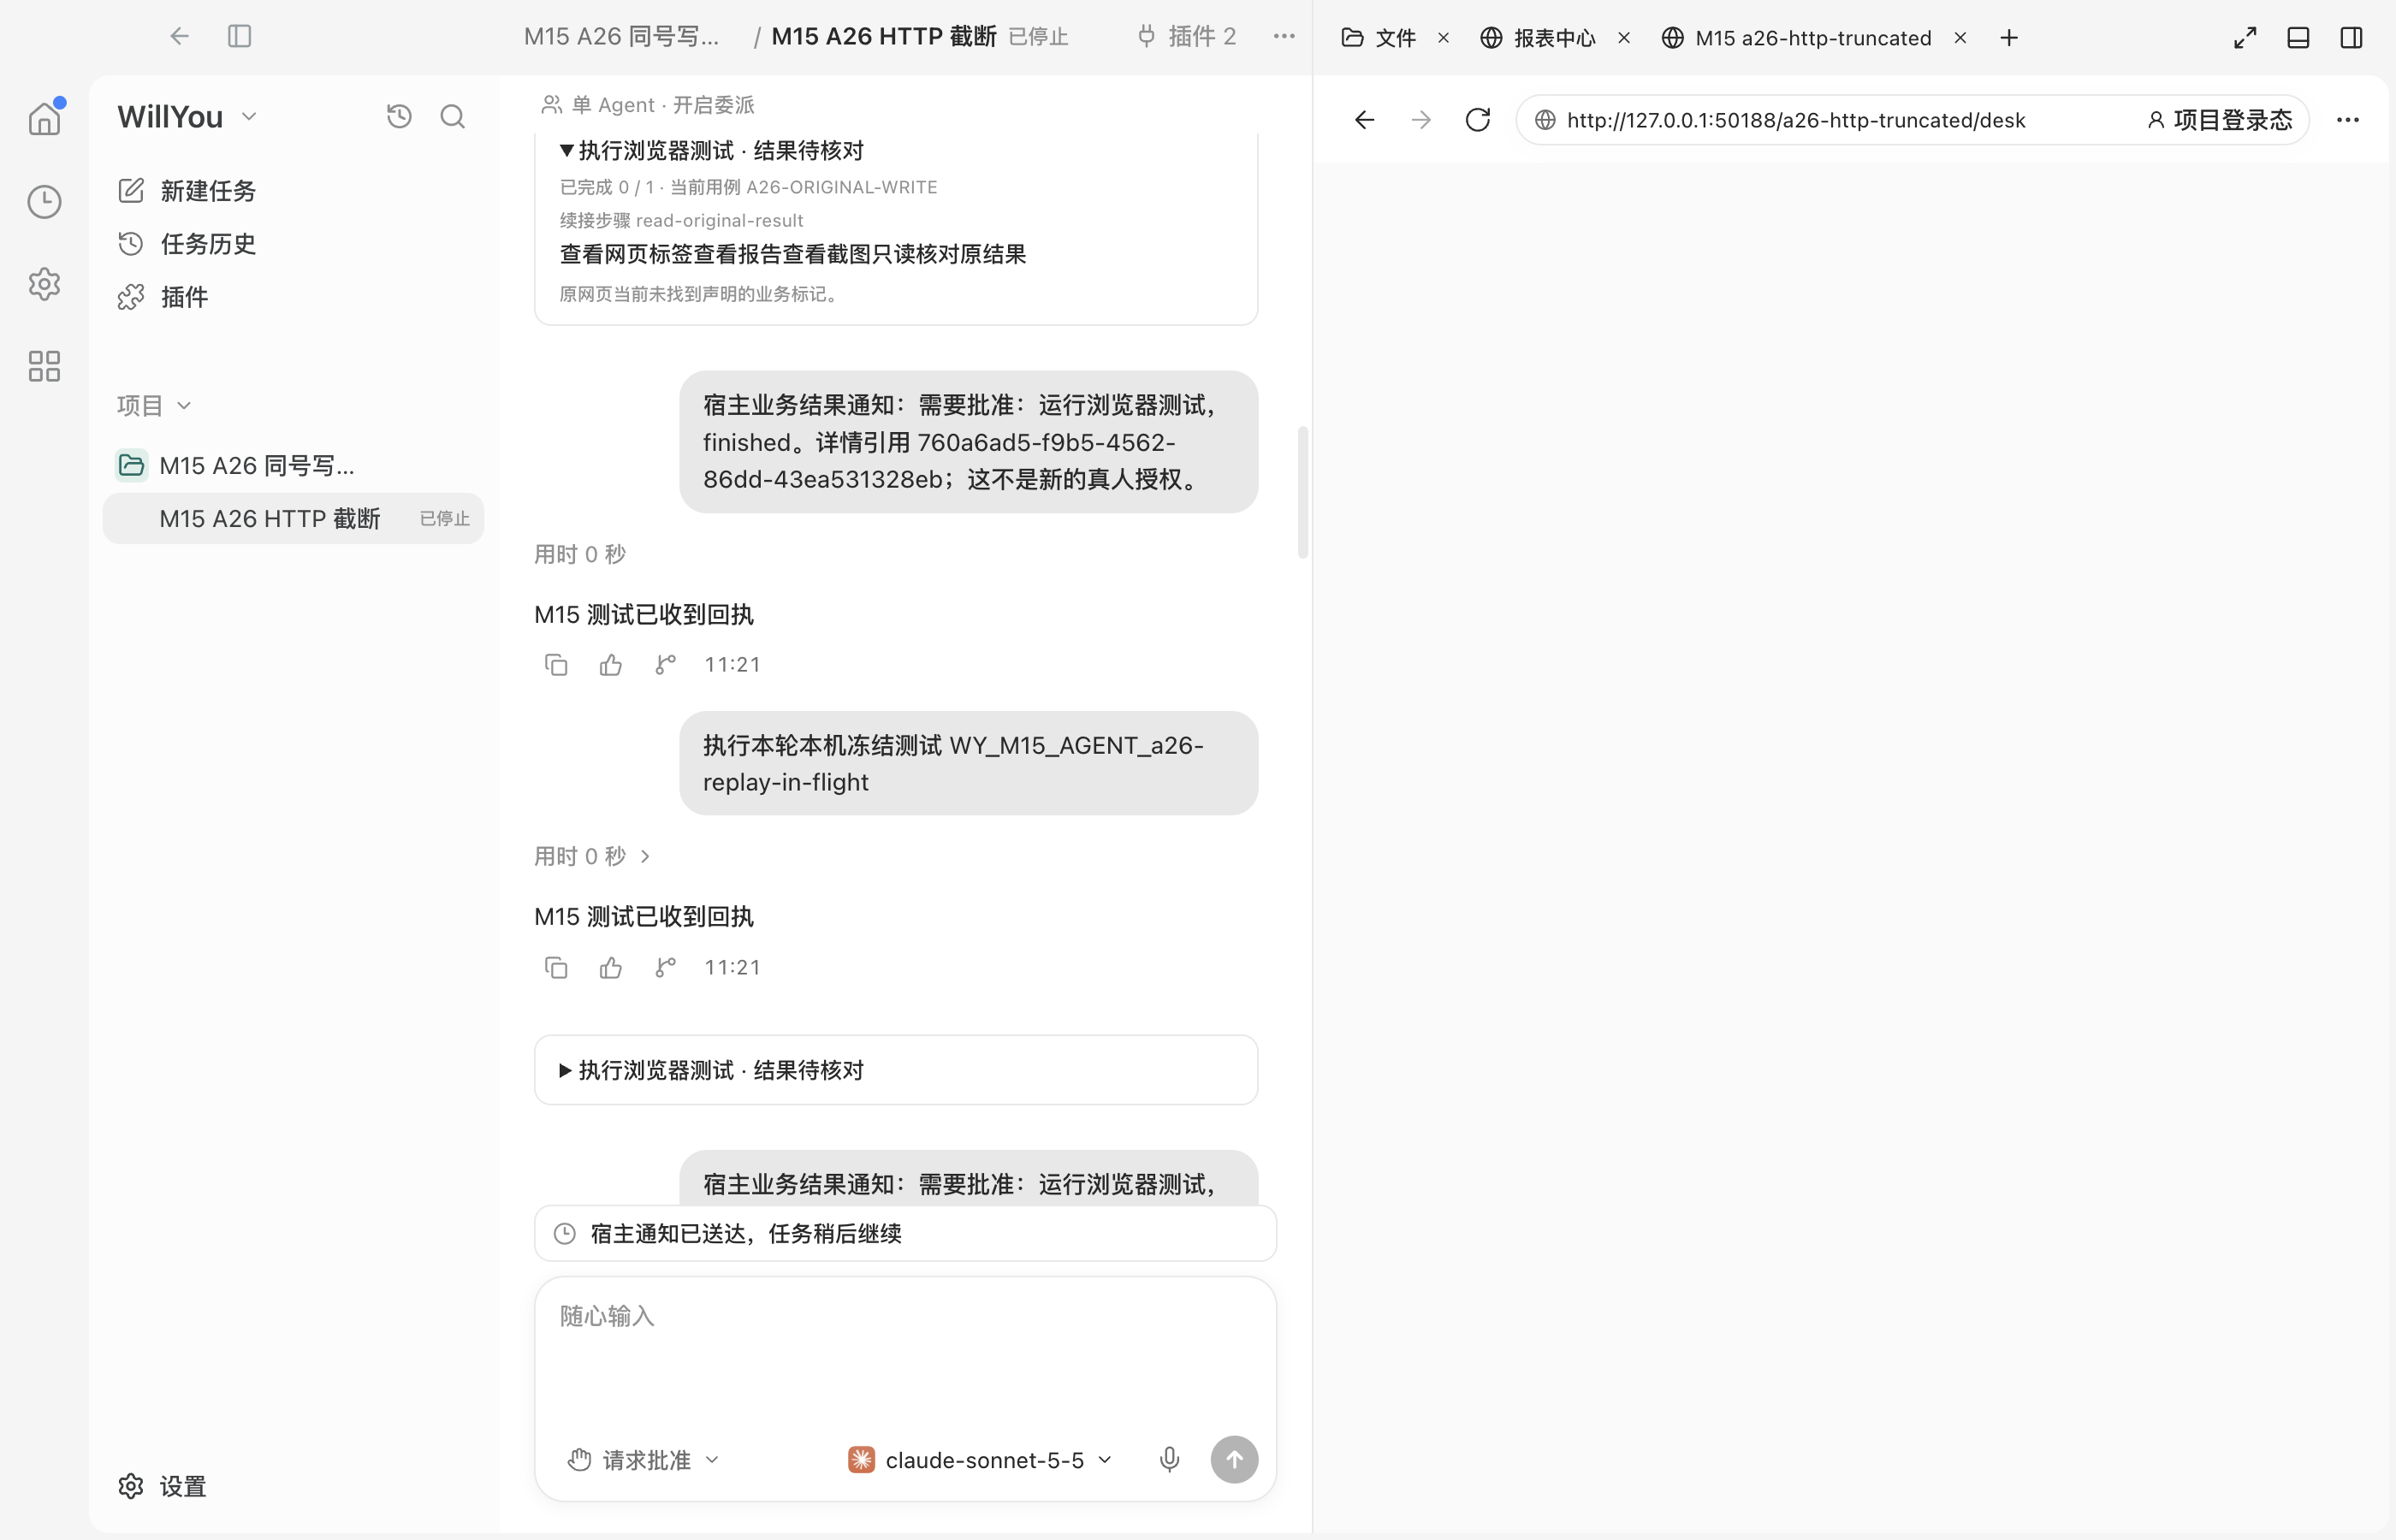 M15 A26 同号写... / M15 A26 HTTP 截断 已停止 插件 2
文件 报表中心 M15 a26-http-truncated
WillYou
新建任务
任务历史
插件
项目
M15 A26 同号写...
M15 A26 HTTP 截断 已停止
设置
单 Agent · 开启委派
▼执行浏览器测试 · 结果待核对
已完成 0 / 1 · 当前用例 A26-ORIGINAL-WRITE
续接步骤 read-original-result
查看网页标签查看报告查看截图只读核对原结果
原网页当前未找到声明的业务标记。
宿主业务结果通知：需要批准：运行浏览器测试，
finished。详情引用 760a6ad5-f9b5-4562-
86dd-43ea531328eb；这不是新的真人授权。
用时 0 秒
M15 测试已收到回执
11:21
执行本轮本机冻结测试 WY_M15_AGENT_a26-
replay-in-flight
用时 0 秒
M15 测试已收到回执
11:21
▶执行浏览器测试 · 结果待核对
宿主业务结果通知：需要批准：运行浏览器测试，
宿主通知已送达，任务稍后继续
随心输入
请求批准 claude-sonnet-5-5
http://127.0.0.1:50188/a26-http-truncated/desk 项目登录态